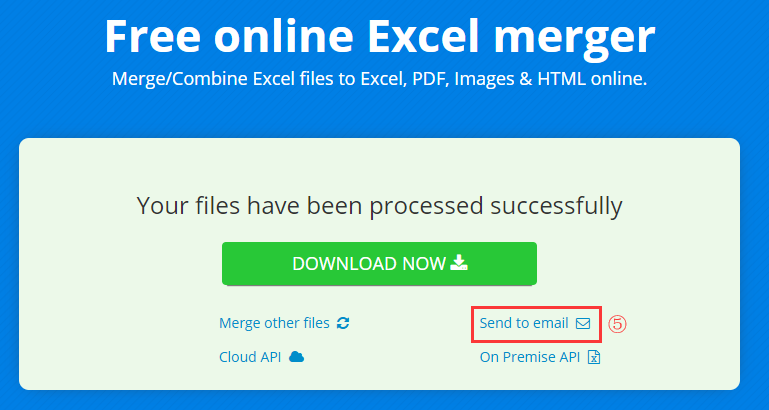 Free online Excel merger
Merge/Combine Excel files to Excel, PDF, Images & HTML online.
Your files have been processed successfully
DOWNLOAD NOW
Merge other files
Send to email
⑤
Cloud API
On Premise API